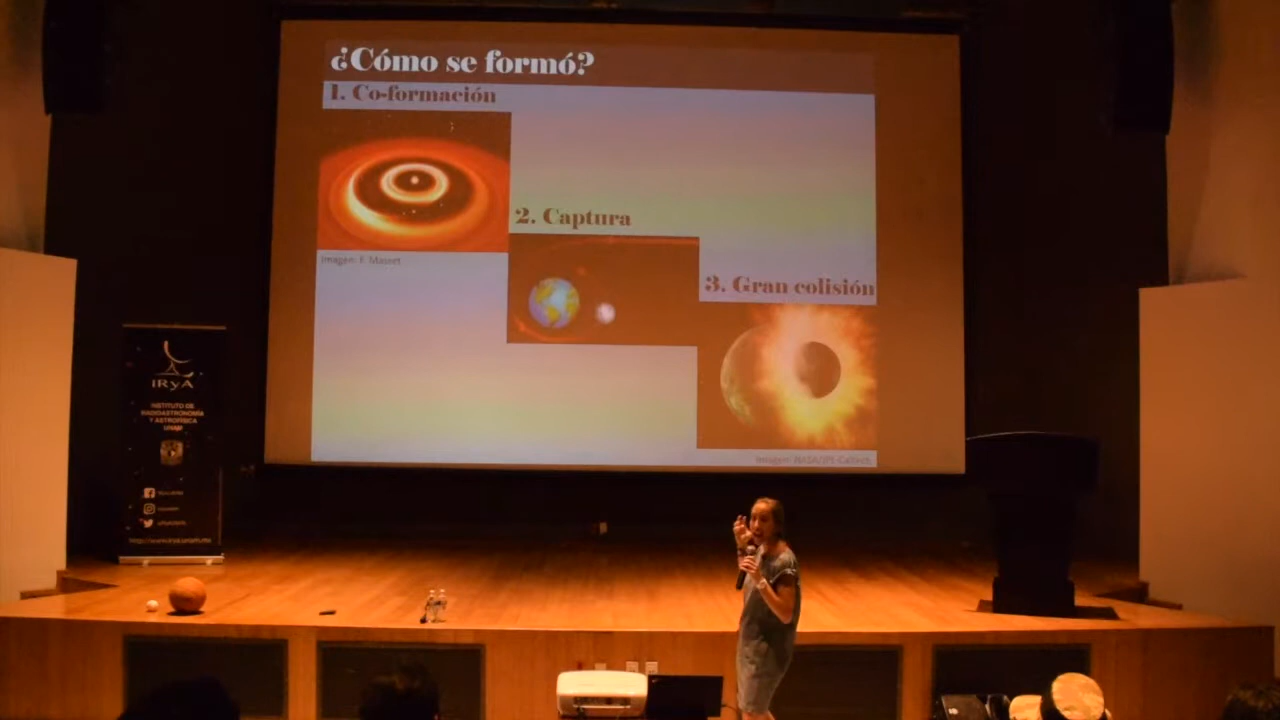 ¿Cómo se formó?
1. Co-formación
2. Captura
3. Gran colisión
Imagen: F. Masset
Imagen: NASA/JPL-Caltech
IRyA
INSTITUTO DE
RADIOASTRONOMÍA
Y ASTROFÍSICA
UNAM